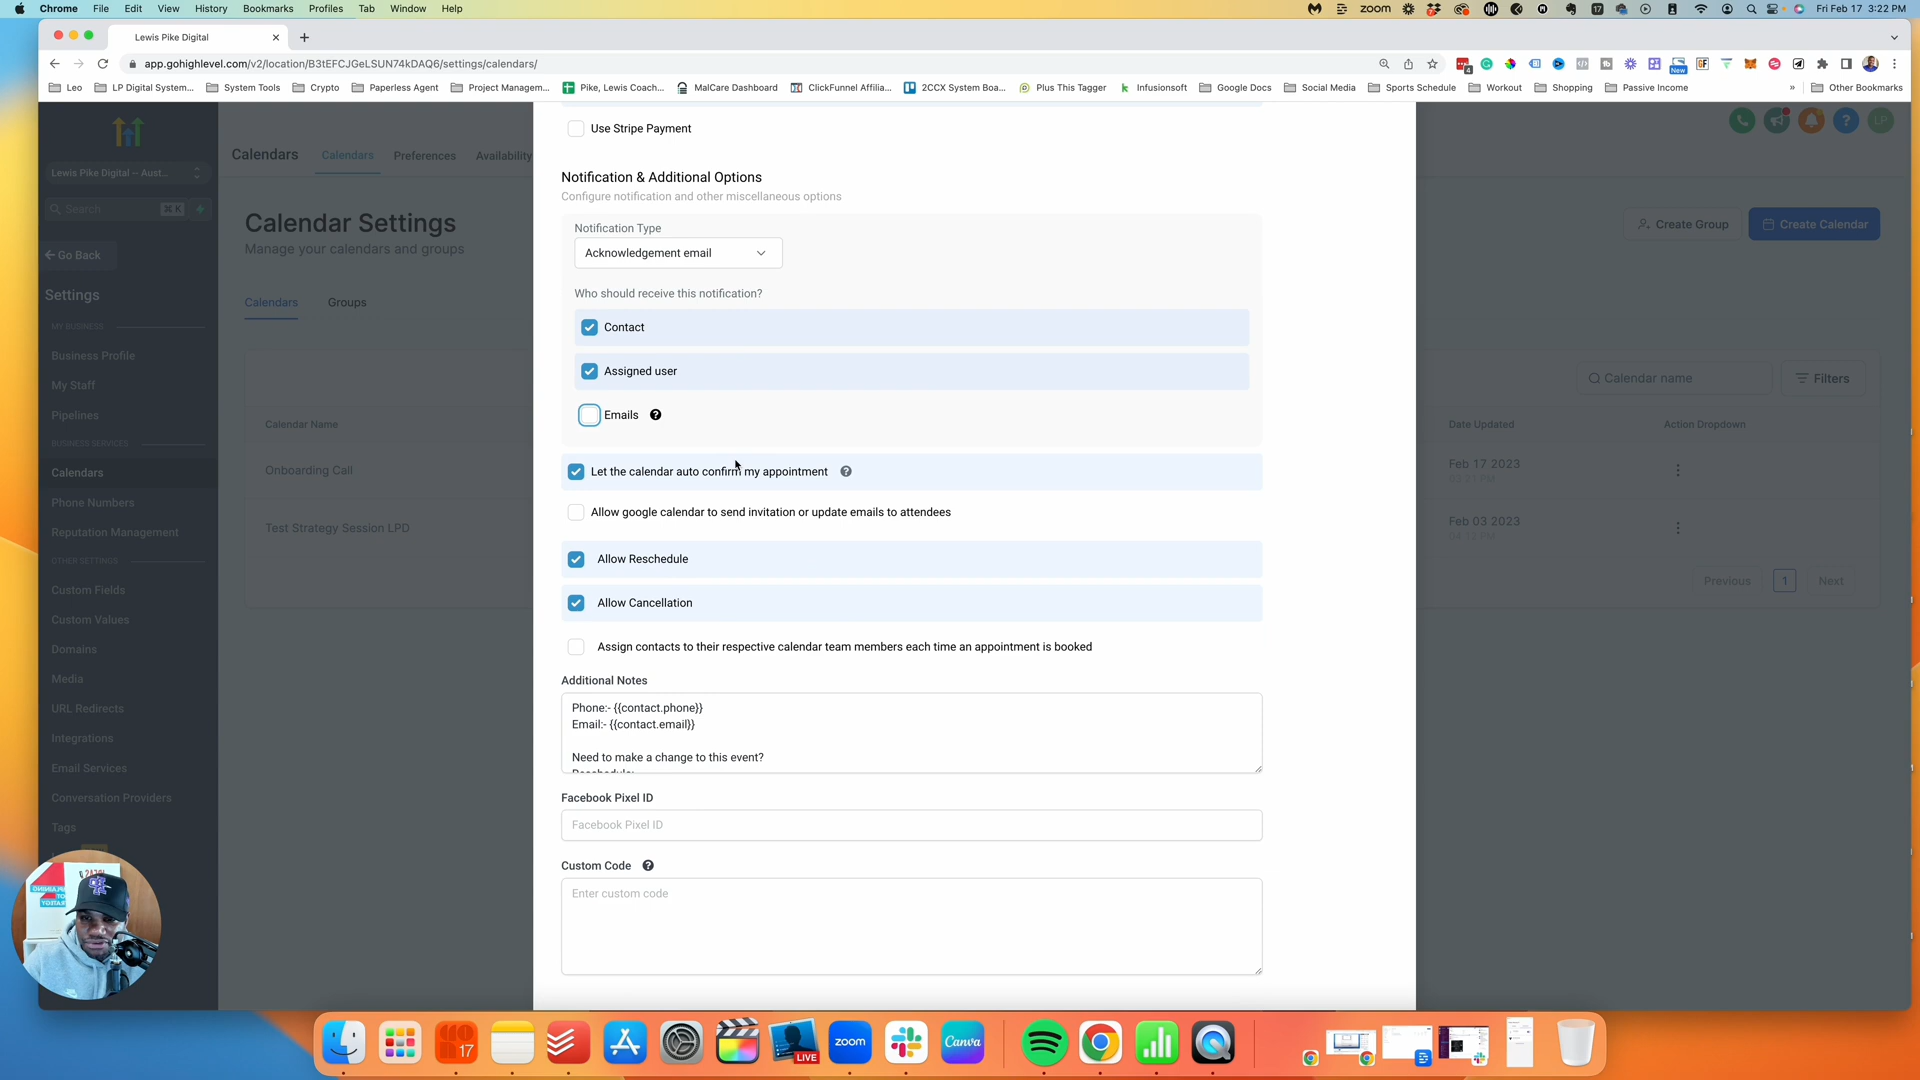 Chrome File Edit View History Bookmarks Profiles Tab Window Help
zoom
17
Fri Feb 17 3:22 PM
Lewis Pike Digital
app.gohighlevel.com/v2/location/B3tEFCJGeLSUN74kDAQ6/settings/calendars/
4
New
GF
Leo LP Digital System... System Tools Crypto Paperless Agent Project Managem... Pike, Lewis Coach... MalCare Dashboard ClickFunnel Affilia... 2CCX System Boa... Plus This Tagger Infusionsoft Google Docs Social Media Sports Schedule Workout Shopping Passive Income » Other Bookmarks
LP
Lewis Pike Digital -- Aust...
Search ⌘ K
Go Back
Settings
MY BUSINESS
Business Profile
My Staff
Pipelines
BUSINESS SERVICES
Calendars
Phone Numbers
Reputation Management
OTHER SETTINGS
Custom Fields
Custom Values
Domains
Media
URL Redirects
Integrations
Email Services
Conversation Providers
Tags
Calendars Calendars Preferences Availability
Calendar Settings
Manage your calendars and groups
Create Group
Create Calendar
Calendars Groups
Calendar name
Filters
Calendar Name
Date Updated
Action Dropdown
Onboarding Call
Feb 17 2023
Test Strategy Session LPD
Feb 03 2023
Previous 1 Next
Use Stripe Payment
Notification & Additional Options
Configure notification and other miscellaneous options
Notification Type
Acknowledgement email
Who should receive this notification?
Contact
Assigned user
Emails
Let the calendar auto confirm my appointment
Allow google calendar to send invitation or update emails to attendees
Allow Reschedule
Allow Cancellation
Assign contacts to their respective calendar team members each time an appointment is booked
Additional Notes
Phone:- {{contact.phone}}
Email:- {{contact.email}}
Need to make a change to this event?
Reschedule:-
Facebook Pixel ID
Facebook Pixel ID
Custom Code
Enter custom code
17
LIVE
zoom
Canva